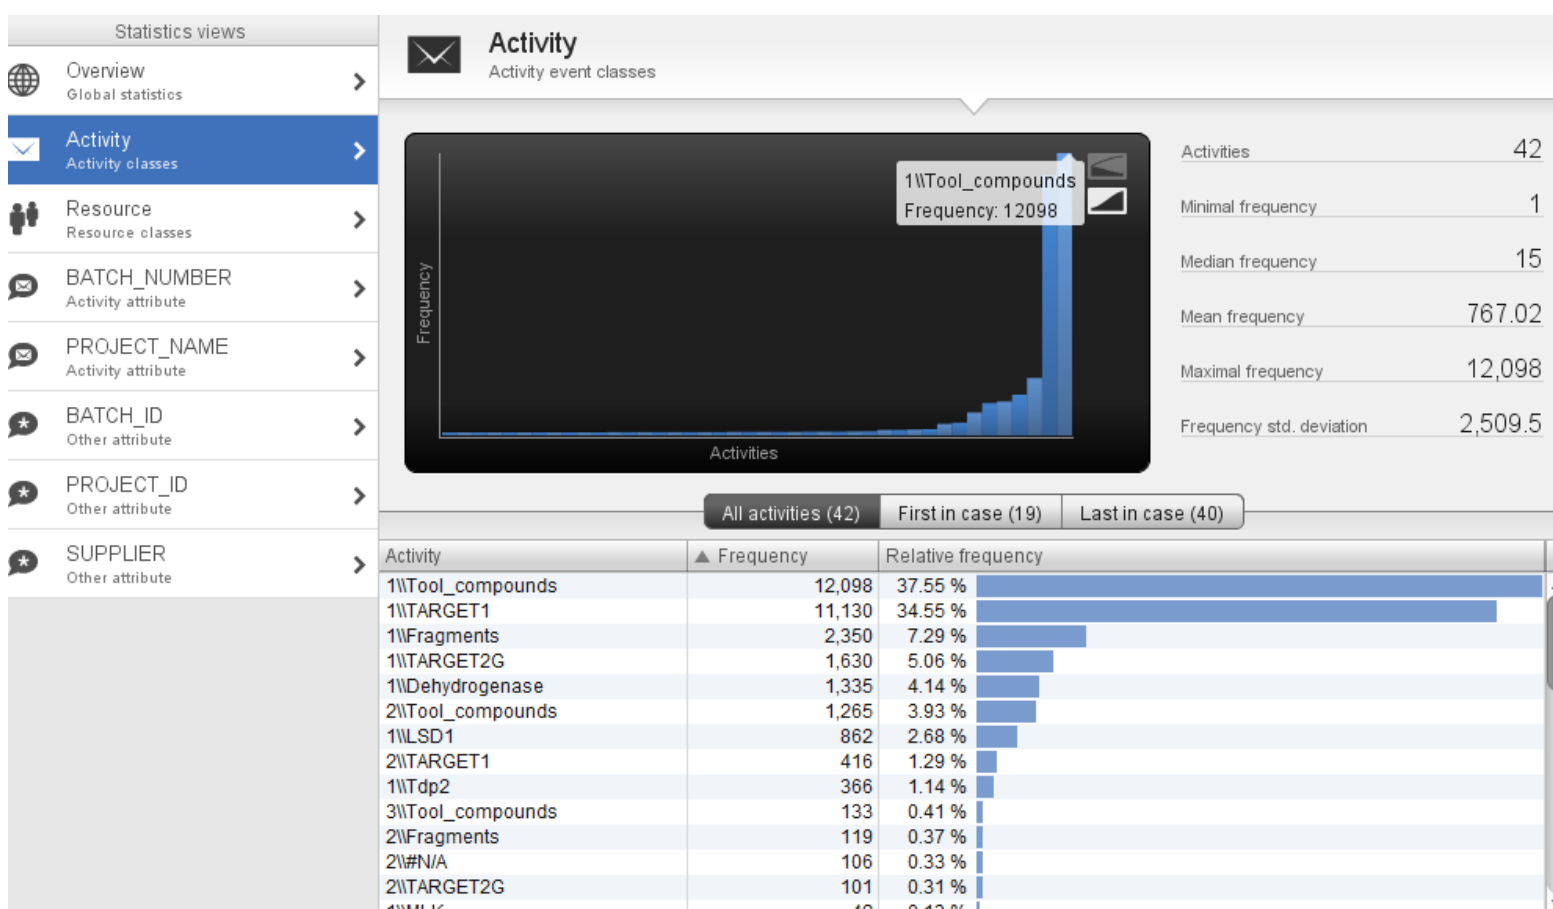 Statistics views
Overview
Global statistics
Activity
Activity classes
Resource
Resource classes
BATCH_NUMBER
Activity attribute
PROJECT_NAME
Activity attribute
BATCH_ID
Other attribute
PROJECT_ID
Other attribute
SUPPLIER
Other attribute
Activity
Activity event classes
Frequency
1\\Tool_compounds
Frequency: 12098
Activities
Activities 42
Minimal frequency 1
Median frequency 15
Mean frequency 767.02
Maximal frequency 12,098
Frequency std. deviation 2,509.5
All activities (42) First in case (19) Last in case (40)
Activity Frequency Relative frequency
1\\Tool_compounds 12,098 37.55 %
1\\TARGET1 11,130 34.55 %
1\\Fragments 2,350 7.29 %
1\\TARGET2G 1,630 5.06 %
1\\Dehydrogenase 1,335 4.14 %
2\\Tool_compounds 1,265 3.93 %
1\\LSD1 862 2.68 %
2\\TARGET1 416 1.29 %
1\\Tdp2 366 1.14 %
3\\Tool_compounds 133 0.41 %
2\\Fragments 119 0.37 %
2\\#N/A 106 0.33 %
2\\TARGET2G 101 0.31 %